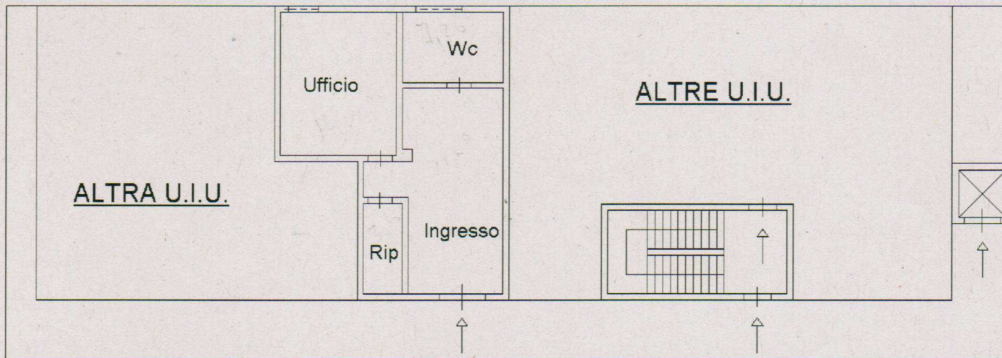 Wc
Ufficio
ALTRE U.I.U.
ALTRA U.I.U.
Ingresso
Rip